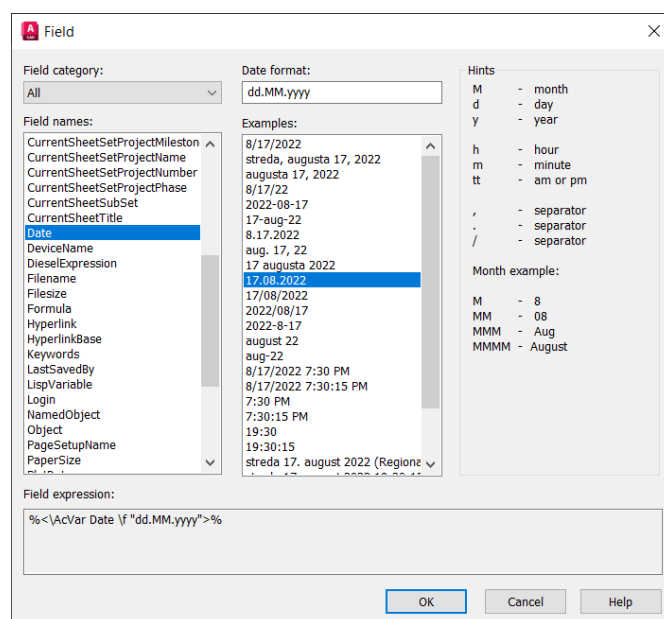 Field
Field category:
All
Field names:
CurrentSheetSetProjectMileston
CurrentSheetSetProjectName
CurrentSheetSetProjectNumber
CurrentSheetSetProjectPhase
CurrentSheetSubSet
CurrentSheetTitle
Date
DeviceName
DieselExpression
Filename
Filesize
Formula
Hyperlink
HyperlinkBase
Keywords
LastSavedBy
LispVariable
Login
NamedObject
Object
PageSetupName
PaperSize
Date format:
dd.MM.yyyy
Examples:
8/17/2022
streda, augusta 17, 2022
augusta 17, 2022
8/17/22
2022-08-17
17-aug-22
8.17.2022
aug. 17, 22
17 augusta 2022
17.08.2022
17/08/2022
2022/08/17
2022-8-17
august 22
aug-22
8/17/2022 7:30 PM
8/17/2022 7:30:15 PM
7:30 PM
7:30:15 PM
19:30
19:30:15
streda 17. august 2022 (Regiona
Hints
M - month
d - day
y - year
h - hour
m - minute
tt - am or pm
, - separator
. - separator
/ - separator
Month example:
M - 8
MM - 08
MMM - Aug
MMMM - August
Field expression:
%<\AcVar Date \f "dd.MM.yyyy">%
OK Cancel Help